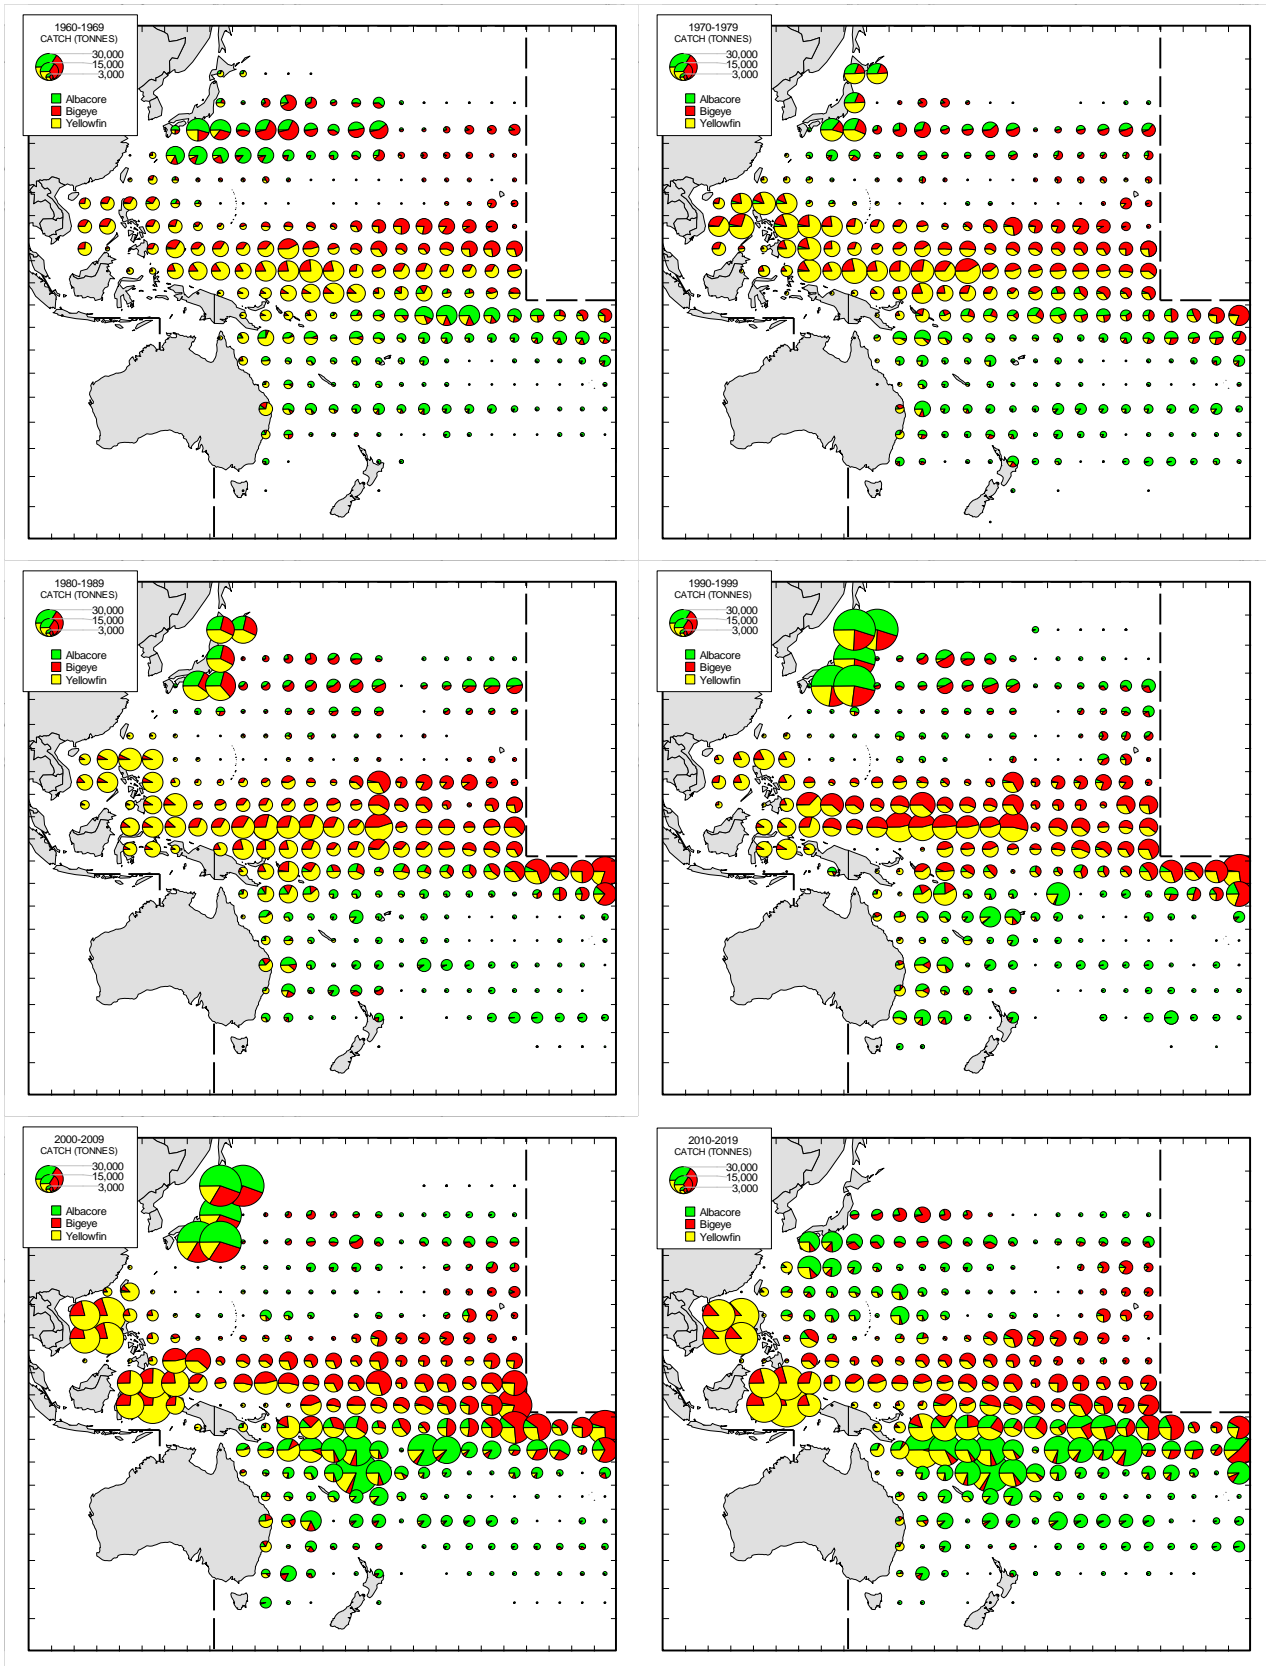 1960-1969
CATCH (TONNES)
30,000
15,000
3,000
Albacore
Bigeye
Yellowfin
1970-1979
CATCH (TONNES)
30,000
15,000
3,000
Albacore
Bigeye
Yellowfin
1980-1989
CATCH (TONNES)
30,000
15,000
3,000
Albacore
Bigeye
Yellowfin
1990-1999
CATCH (TONNES)
30,000
15,000
3,000
Albacore
Bigeye
Yellowfin
2000-2009
CATCH (TONNES)
30,000
15,000
3,000
Albacore
Bigeye
Yellowfin
2010-2019
CATCH (TONNES)
30,000
15,000
3,000
Albacore
Bigeye
Yellowfin